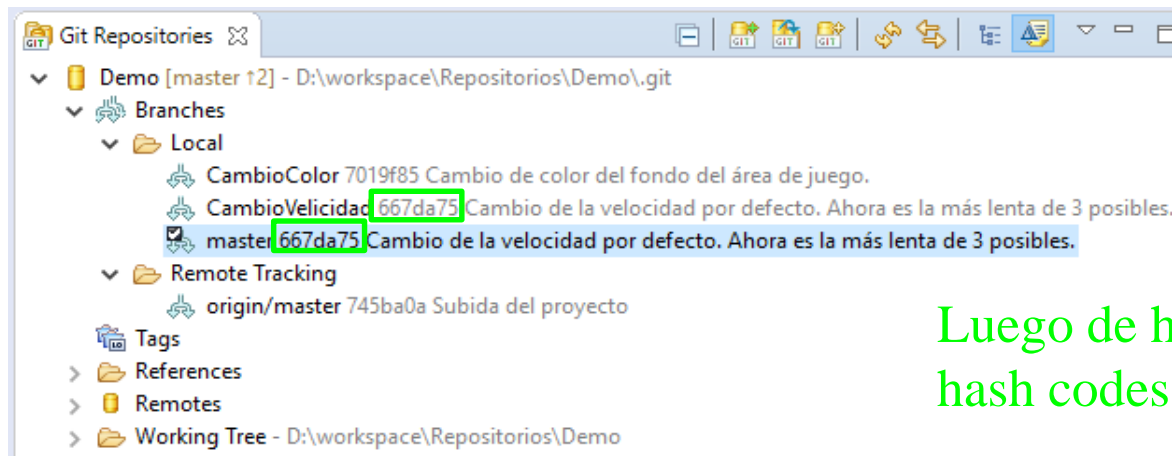 Git Repositories
Demo [master ↑2] - D:\workspace\Repositorios\Demo\.git
Branches
Local
CambioColor 7019f85 Cambio de color del fondo del área de juego.
CambioVelicidad 667da75 Cambio de la velocidad por defecto. Ahora es la más lenta de 3 posibles.
master 667da75 Cambio de la velocidad por defecto. Ahora es la más lenta de 3 posibles.
Remote Tracking
origin/master 745ba0a Subida del proyecto
Luego de h
Tags
References
hash codes
Remotes
Working Tree - D:\workspace\Repositorios\Demo